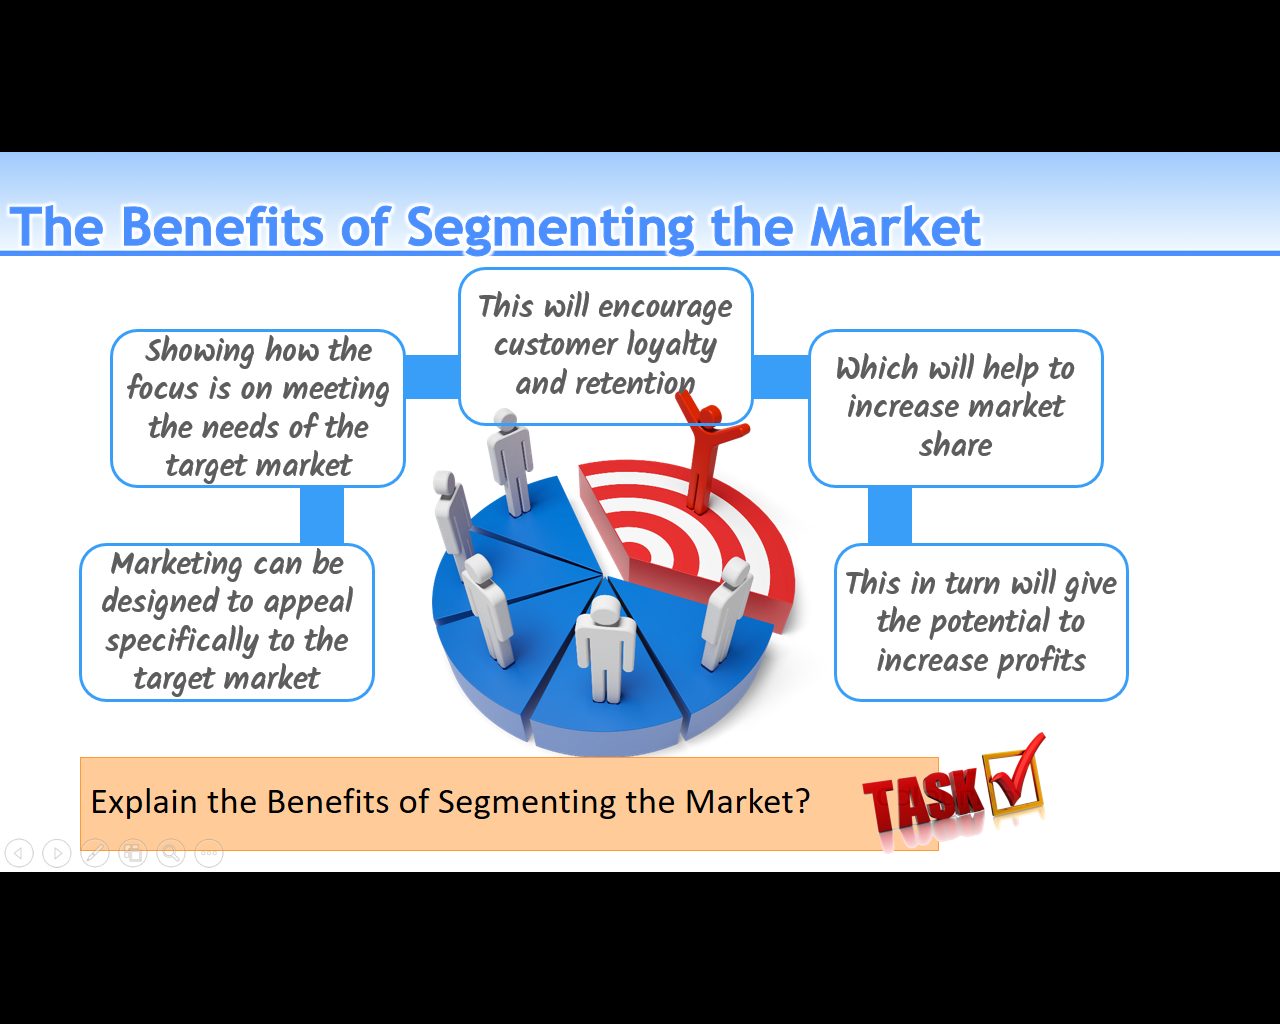 The Benefits of Segmenting the Market
Marketing can be
designed to appeal
specifically to the
target market
Showing how the
focus is on meeting
the needs of the
target market
This will encourage
customer loyalty
and retention
Which will help to
increase market
share
This in turn will give
the potential to
increase profits
Explain the Benefits of Segmenting the Market?
TASK